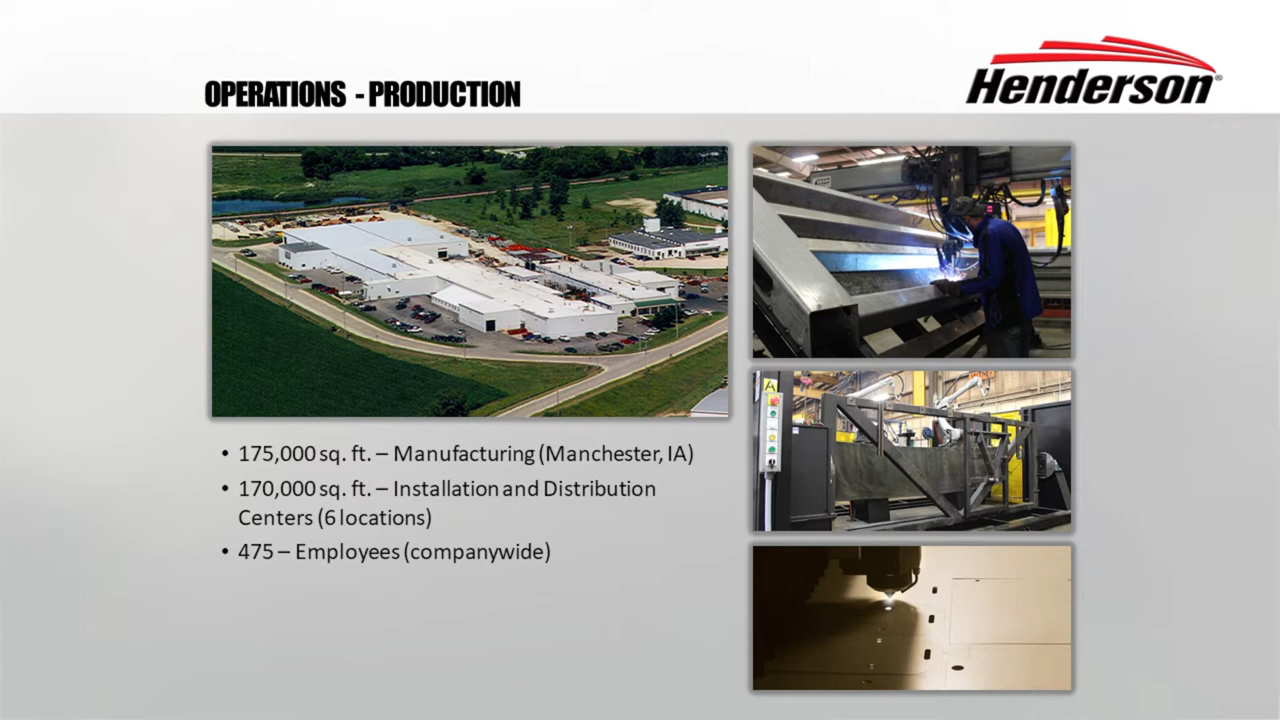 OPERATIONS - PRODUCTION
Henderson®
• 175,000 sq. ft. – Manufacturing (Manchester, IA)
• 170,000 sq. ft. – Installation and Distribution
Centers (6 locations)
• 475 – Employees (companywide)
A